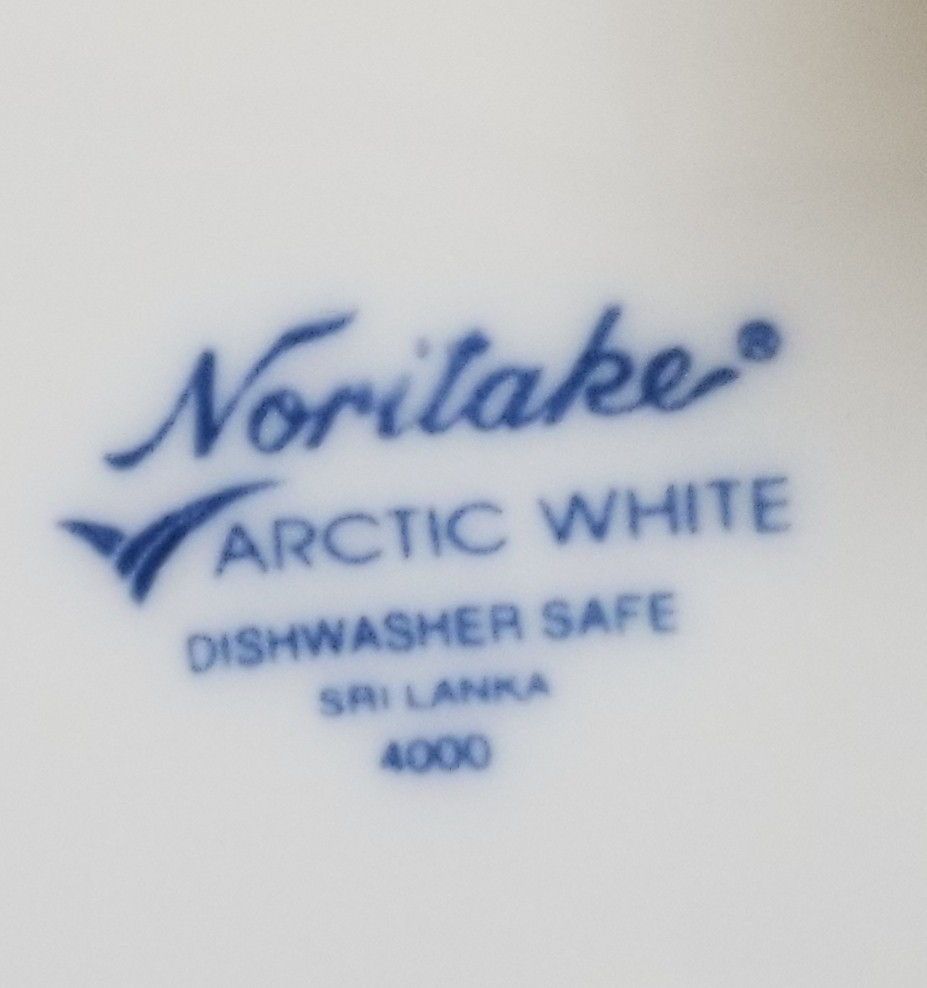 Noritake®
ARCTIC WHITE
DISHWASHER SAFE
SRI LANKA
4000